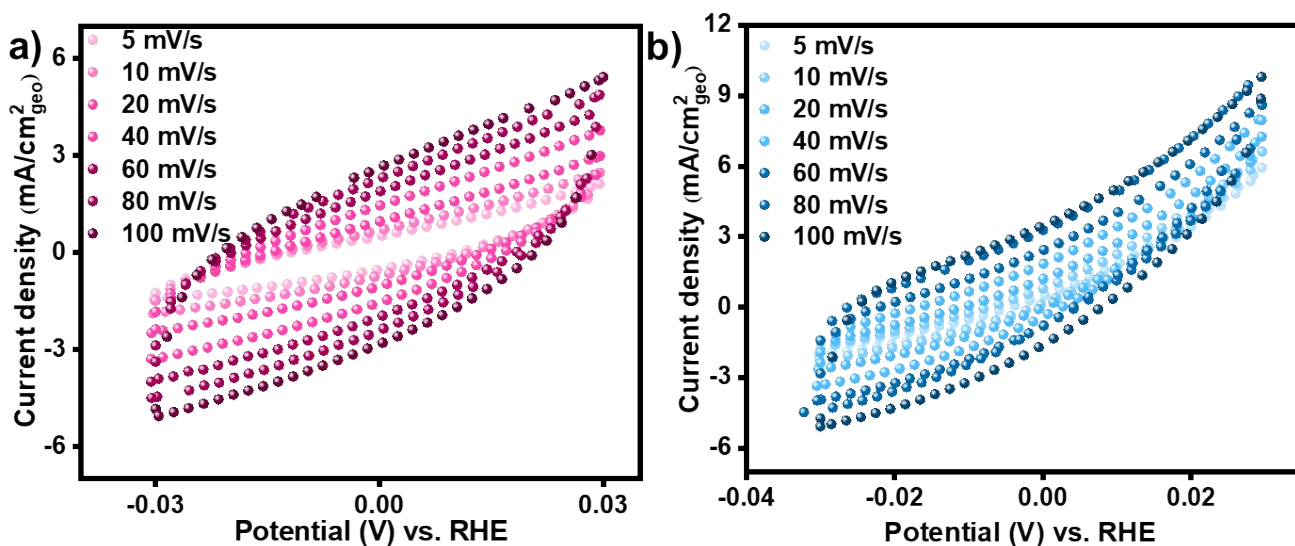 a)
5 mV/s
10 mV/s
20 mV/s
40 mV/s
60 mV/s
80 mV/s
100 mV/s
6
3
0
-3
-6
Current density (mA/cm²geo)
-0.03
0.00
0.03
Potential (V) vs. RHE
b)
5 mV/s
10 mV/s
20 mV/s
40 mV/s
60 mV/s
80 mV/s
100 mV/s
12
9
6
3
0
-3
-6
Current density (mA/cm²geo)
-0.04
-0.02
0.00
0.02
Potential (V) vs. RHE